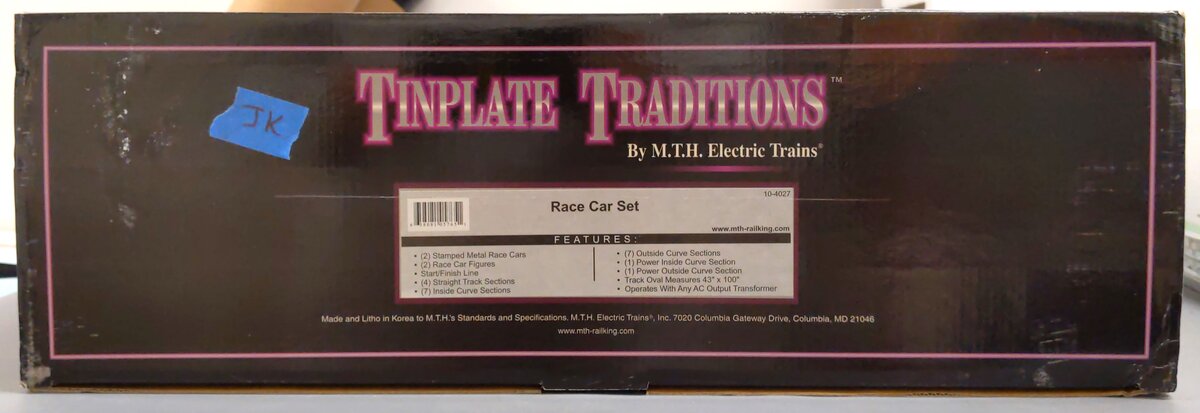 TINPLATE TRADITIONS™
By M.T.H. Electric Trains®
JK
10-4027
Race Car Set
www.mth-railking.com
FEATURES:
• (2) Stamped Metal Race Cars
• (2) Race Car Figures
• Start/Finish Line
• (4) Straight Track Sections
• (7) Inside Curve Sections
• (7) Outside Curve Sections
• (1) Power Inside Curve Section
• (1) Power Outside Curve Section
• Track Oval Measures 43" x 100"
• Operates With Any AC Output Transformer
Made and Litho in Korea to M.T.H.'s Standards and Specifications. M.T.H. Electric Trains®, Inc. 7020 Columbia Gateway Drive, Columbia, MD 21046
www.mth-railking.com